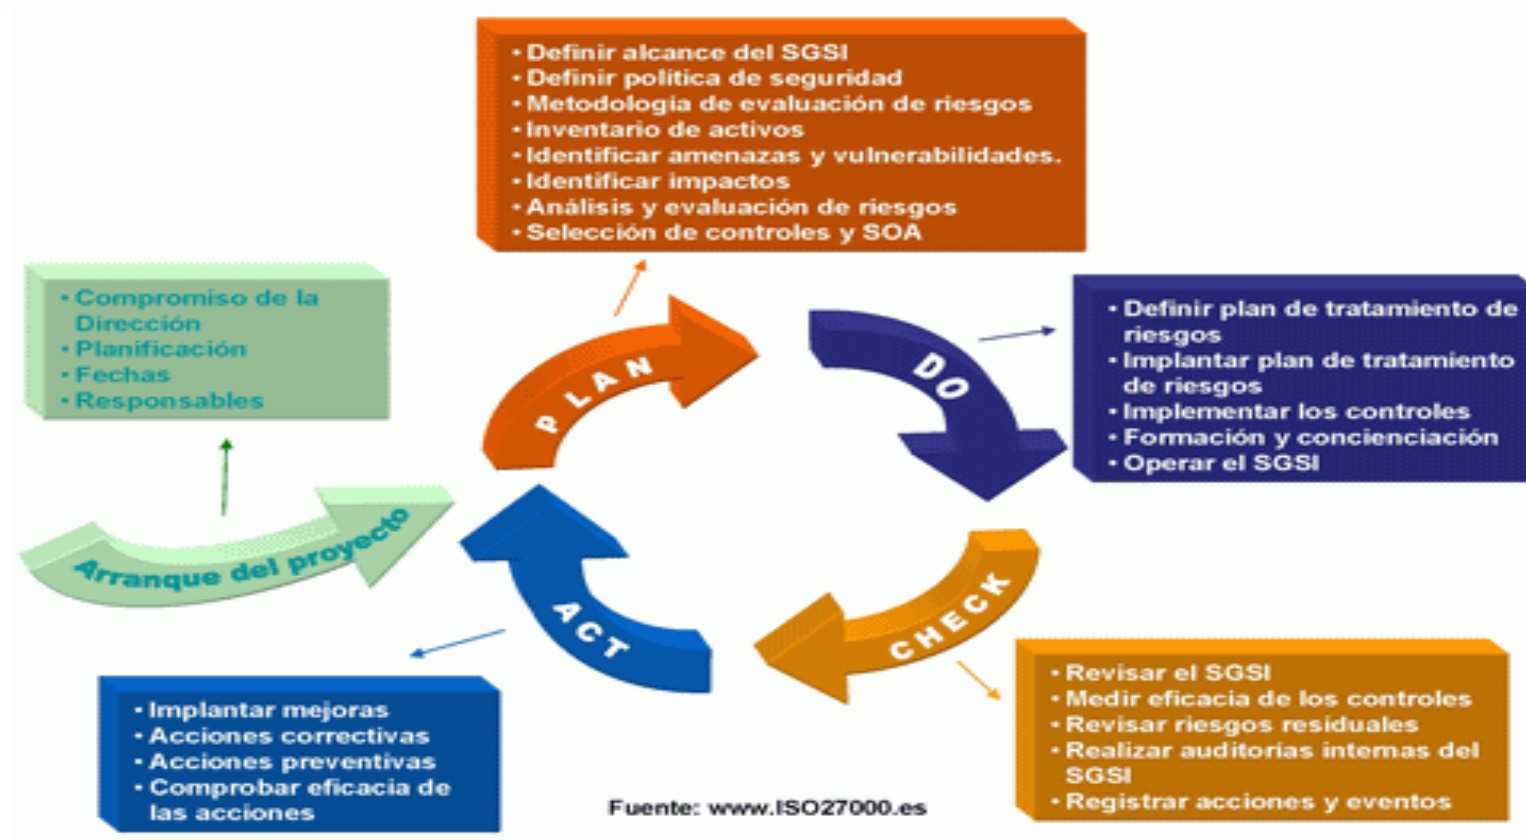 • Definir alcance del SGSI
• Definir política de seguridad
• Metodología de evaluación de riesgos
• Inventario de activos
• Identificar amenazas y vulnerabilidades.
• Identificar impactos
• Análisis y evaluación de riesgos
• Selección de controles y SOA
• Compromiso de la
Dirección
• Planificación
• Fechas
• Responsables
Arranque del proyecto
PLAN
DO
• Definir plan de tratamiento de
riesgos
• Implantar plan de tratamiento
de riesgos
• Implementar los controles
• Formación y concienciación
• Operar el SGSI
CHECK
• Revisar el SGSI
• Medir eficacia de los controles
• Revisar riesgos residuales
• Realizar auditorías internas del
SGSI
• Registrar acciones y eventos
ACT
• Implantar mejoras
• Acciones correctivas
• Acciones preventivas
• Comprobar eficacia de
las acciones
Fuente: www.ISO27000.es